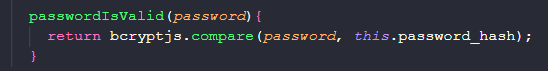 passwordIsValid(password){
return bcryptjs.compare(password, this.password_hash);
}